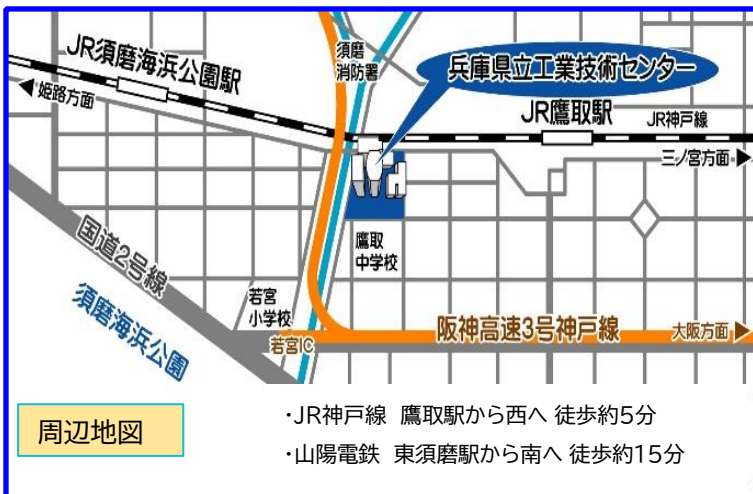 JR須磨海浜公園駅
姫路方面
須磨
消防署
兵庫県立工業技術センター
JR鷹取駅
JR神戸線
三ノ宮方面
国道2号線
須磨海浜公園
鷹取
中学校
若宮
小学校
若宮IC
阪神高速3号神戸線
大阪方面
周辺地図
・JR神戸線 鷹取駅から西へ 徒歩約5分
・山陽電鉄 東須磨駅から南へ 徒歩約15分